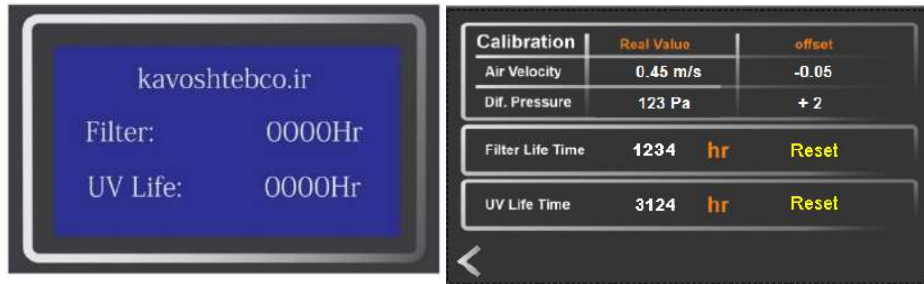 kavoshtebco.ir
Filter: 0000Hr
UV Life: 0000Hr
Calibration Real Value offset
Air Velocity 0.45 m/s -0.05
Dif. Pressure 123 Pa + 2
Filter Life Time 1234 hr Reset
UV Life Time 3124 hr Reset